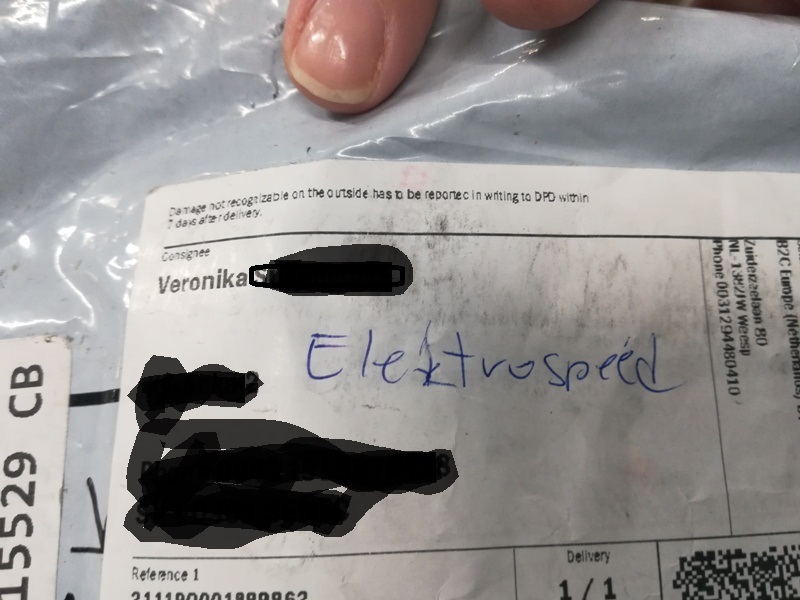 Damage not recognizable on the outside has to be reported in writing to DPD within
7 days after delivery.
Consignee
Veronika
Elektrospeed
B2C Europe (Netherlands)
Zuiderzeelaan 80
NL-1382JW Weesp
Phone 0031294480410
15529 CB
Delivery
1/1
Reference 1